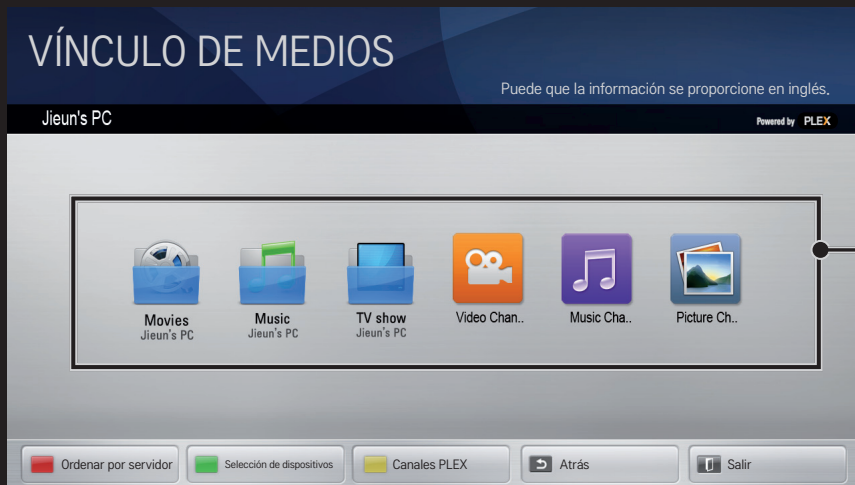 VÍNCULO DE MEDIOS
Puede que la información se proporcione en inglés.
Jieun's PC
Powered by PLEX
Movies
Jieun's PC
Music
Jieun's PC
TV show
Jieun's PC
Video Chan..
Music Cha..
Picture Ch..
Ordenar por servidor
Selección de dispositivos
Canales PLEX
Atrás
Salir